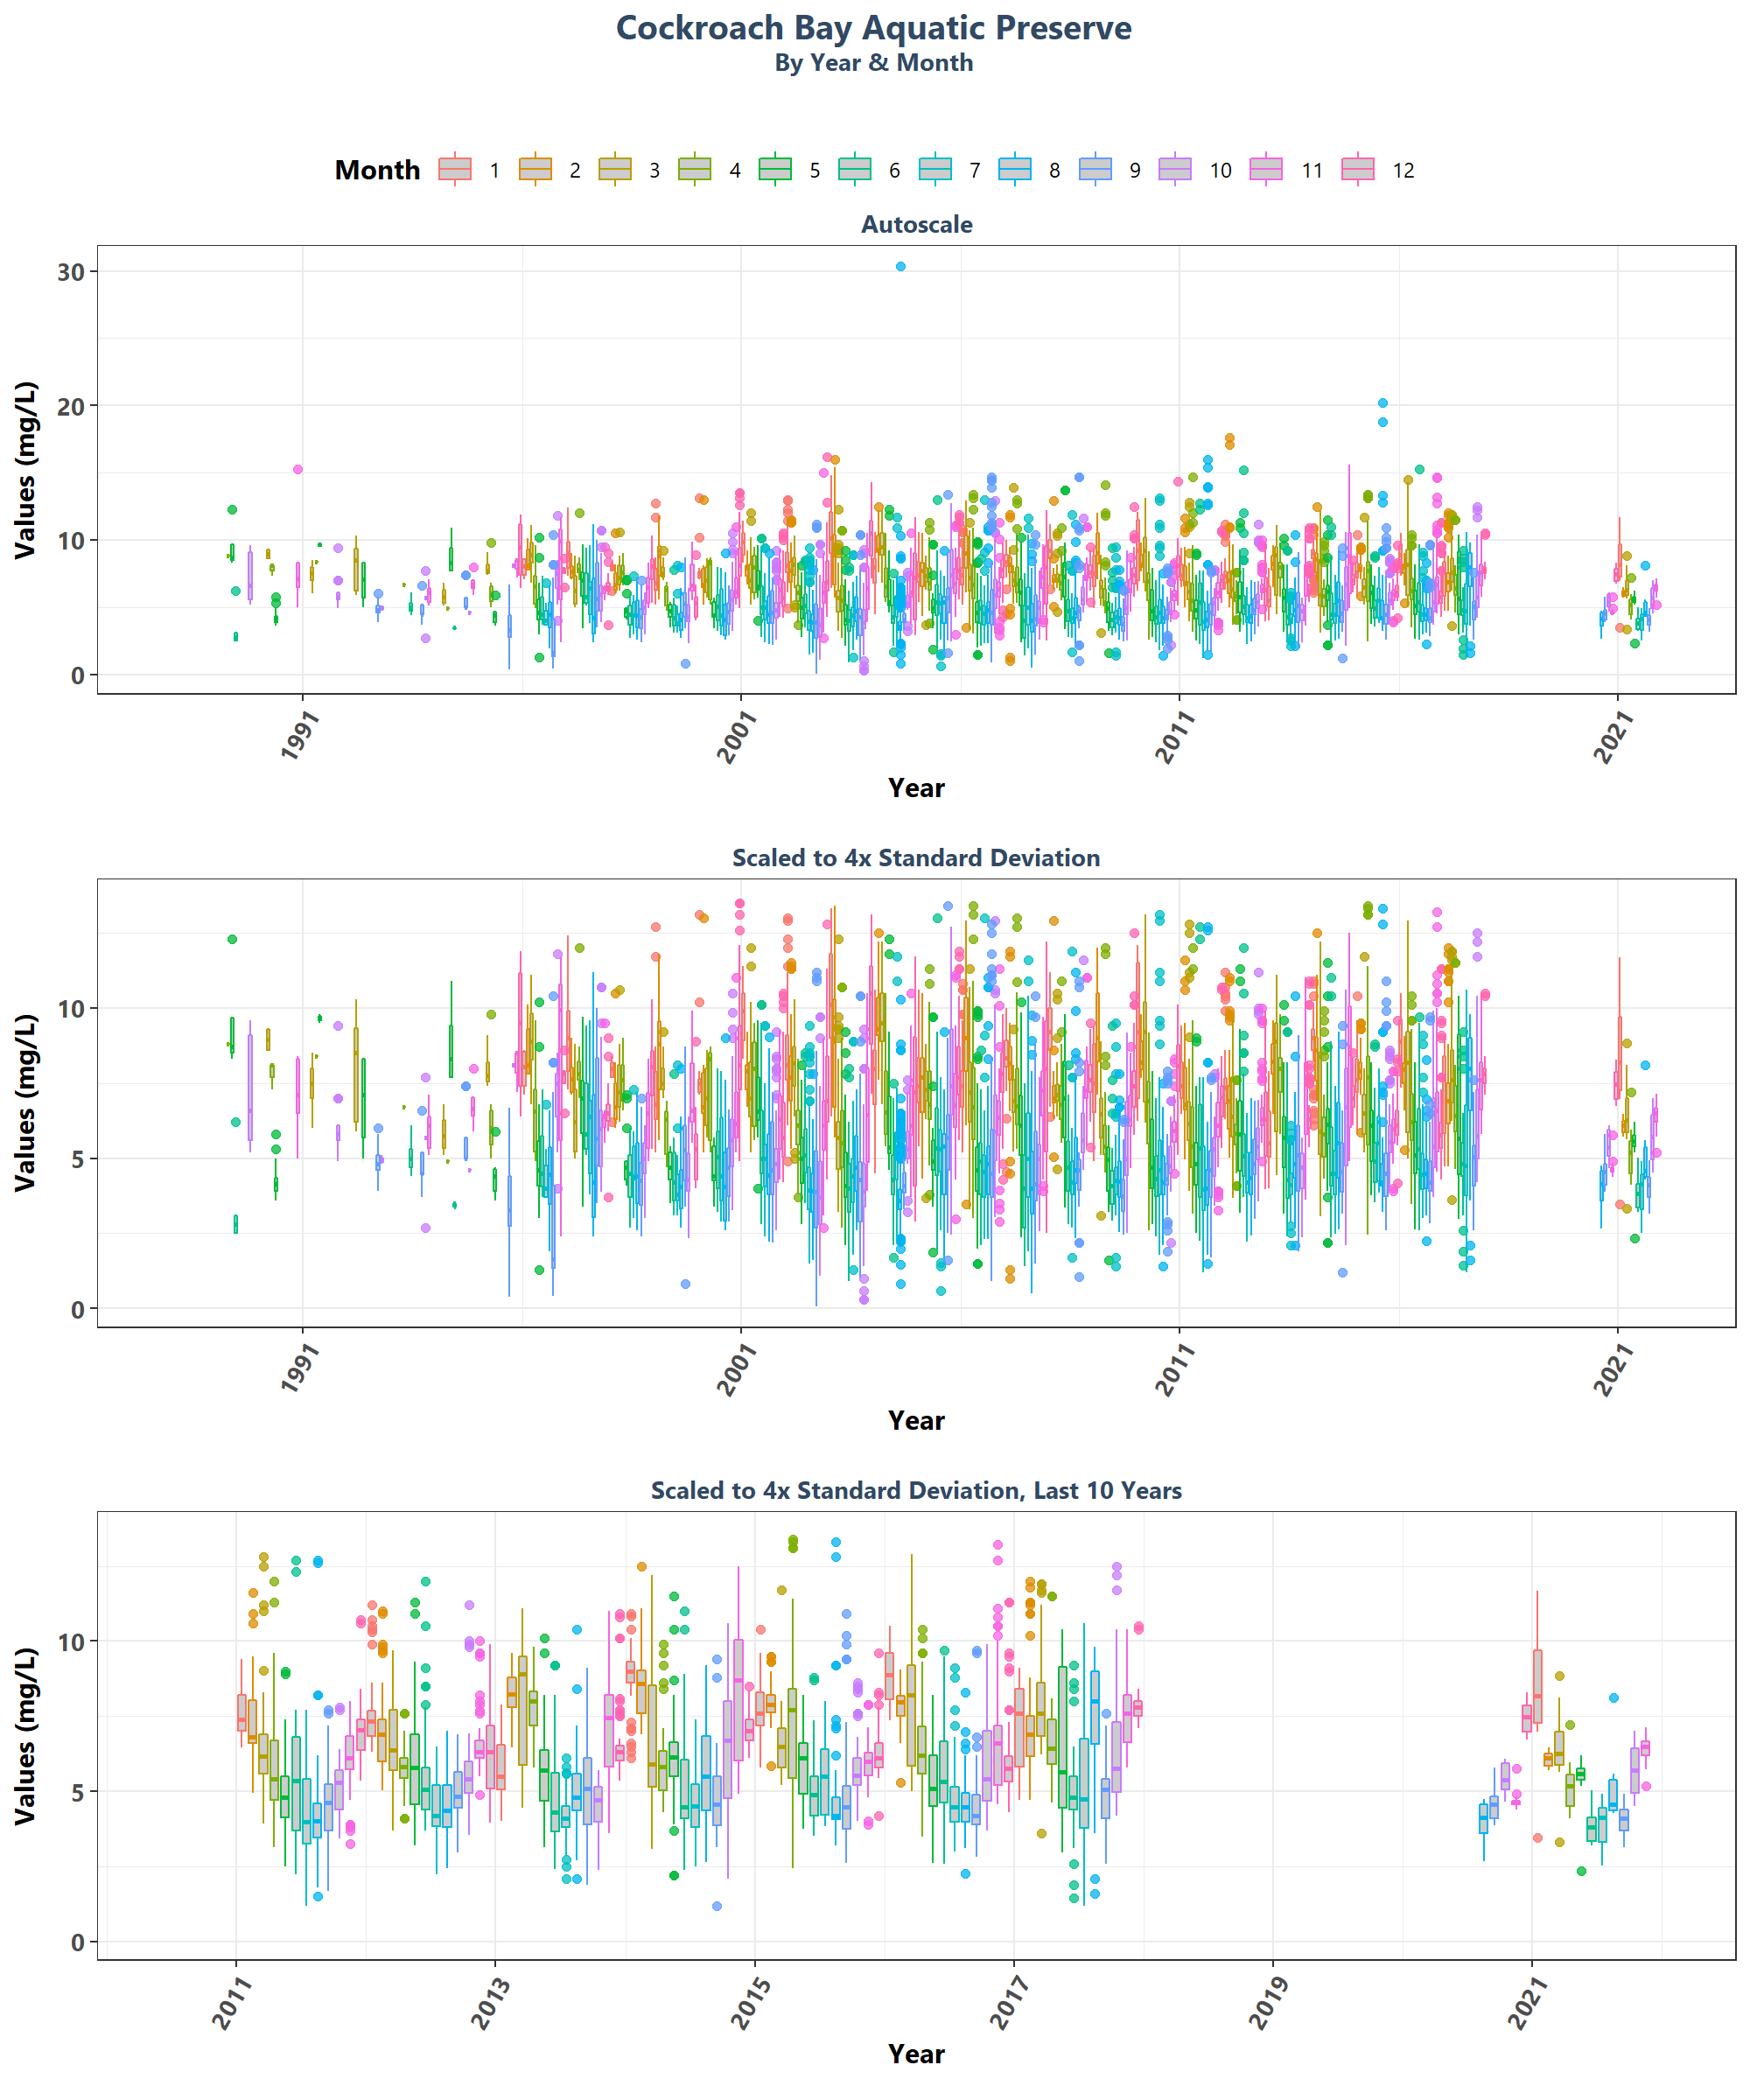 Cockroach Bay Aquatic Preserve
By Year & Month
Month 1 2 3 4 5 6 7 8 9 10 11 12
Autoscale
Values (mg/L)
30
20
10
0
1991 2001 2011 2021
Year
Scaled to 4x Standard Deviation
Values (mg/L)
10
5
0
1991 2001 2011 2021
Year
Scaled to 4x Standard Deviation, Last 10 Years
Values (mg/L)
10
5
0
2011 2013 2015 2017 2019 2021
Year